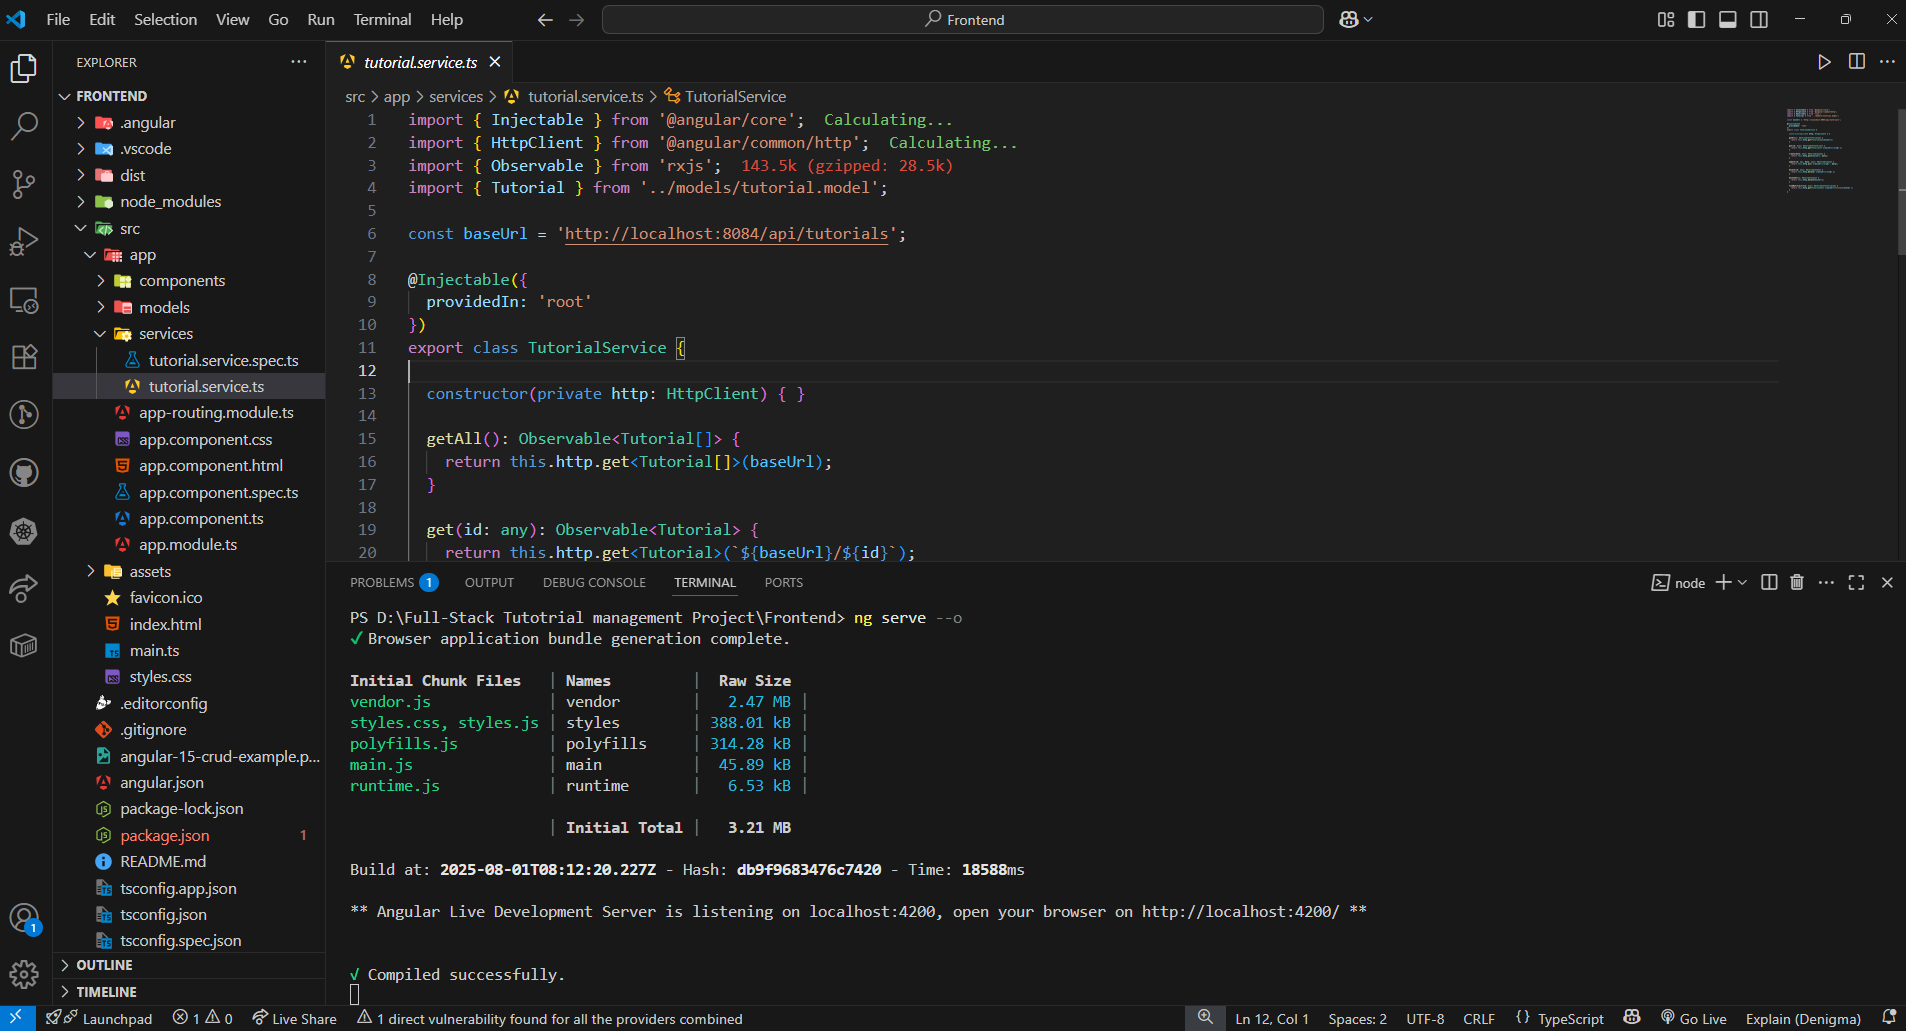 File Edit Selection View Go Run Terminal Help
Frontend
EXPLORER
FRONTEND
.angular
.vscode
dist
node_modules
src
app
components
models
services
tutorial.service.spec.ts
tutorial.service.ts
app-routing.module.ts
app.component.css
app.component.html
app.component.spec.ts
app.component.ts
app.module.ts
assets
favicon.ico
index.html
main.ts
styles.css
.editorconfig
.gitignore
angular-15-crud-example.p...
angular.json
package-lock.json
package.json 1
README.md
tsconfig.app.json
tsconfig.json
tsconfig.spec.json
OUTLINE
TIMELINE
1
tutorial.service.ts
src > app > services > tutorial.service.ts > TutorialService
1 import { Injectable } from '@angular/core'; Calculating...
2 import { HttpClient } from '@angular/common/http'; Calculating...
3 import { Observable } from 'rxjs'; 143.5k (gzipped: 28.5k)
4 import { Tutorial } from '../models/tutorial.model';
5
6 const baseUrl = 'http://localhost:8084/api/tutorials';
7
8 @Injectable({
9 providedIn: 'root'
10 })
11 export class TutorialService {
12
13 constructor(private http: HttpClient) { }
14
15 getAll(): Observable<Tutorial[]> {
16 return this.http.get<Tutorial[]>(baseUrl);
17 }
18
19 get(id: any): Observable<Tutorial> {
20 return this.http.get<Tutorial>(`${baseUrl}/${id}`);
PROBLEMS 1 OUTPUT DEBUG CONSOLE TERMINAL PORTS
node
PS D:\Full-Stack Tutotrial management Project\Frontend> ng serve --o
✓ Browser application bundle generation complete.
Initial Chunk Files | Names | Raw Size
vendor.js | vendor | 2.47 MB |
styles.css, styles.js | styles | 388.01 kB |
polyfills.js | polyfills | 314.28 kB |
main.js | main | 45.89 kB |
runtime.js | runtime | 6.53 kB |
| Initial Total | 3.21 MB
Build at: 2025-08-01T08:12:20.227Z - Hash: db9f9683476c7420 - Time: 18588ms
** Angular Live Development Server is listening on localhost:4200, open your browser on http://localhost:4200/ **
√ Compiled successfully.
Launchpad 1 0 Live Share 1 direct vulnerability found for all the providers combined Ln 12, Col 1 Spaces: 2 UTF-8 CRLF {} TypeScript Go Live Explain (Denigma)